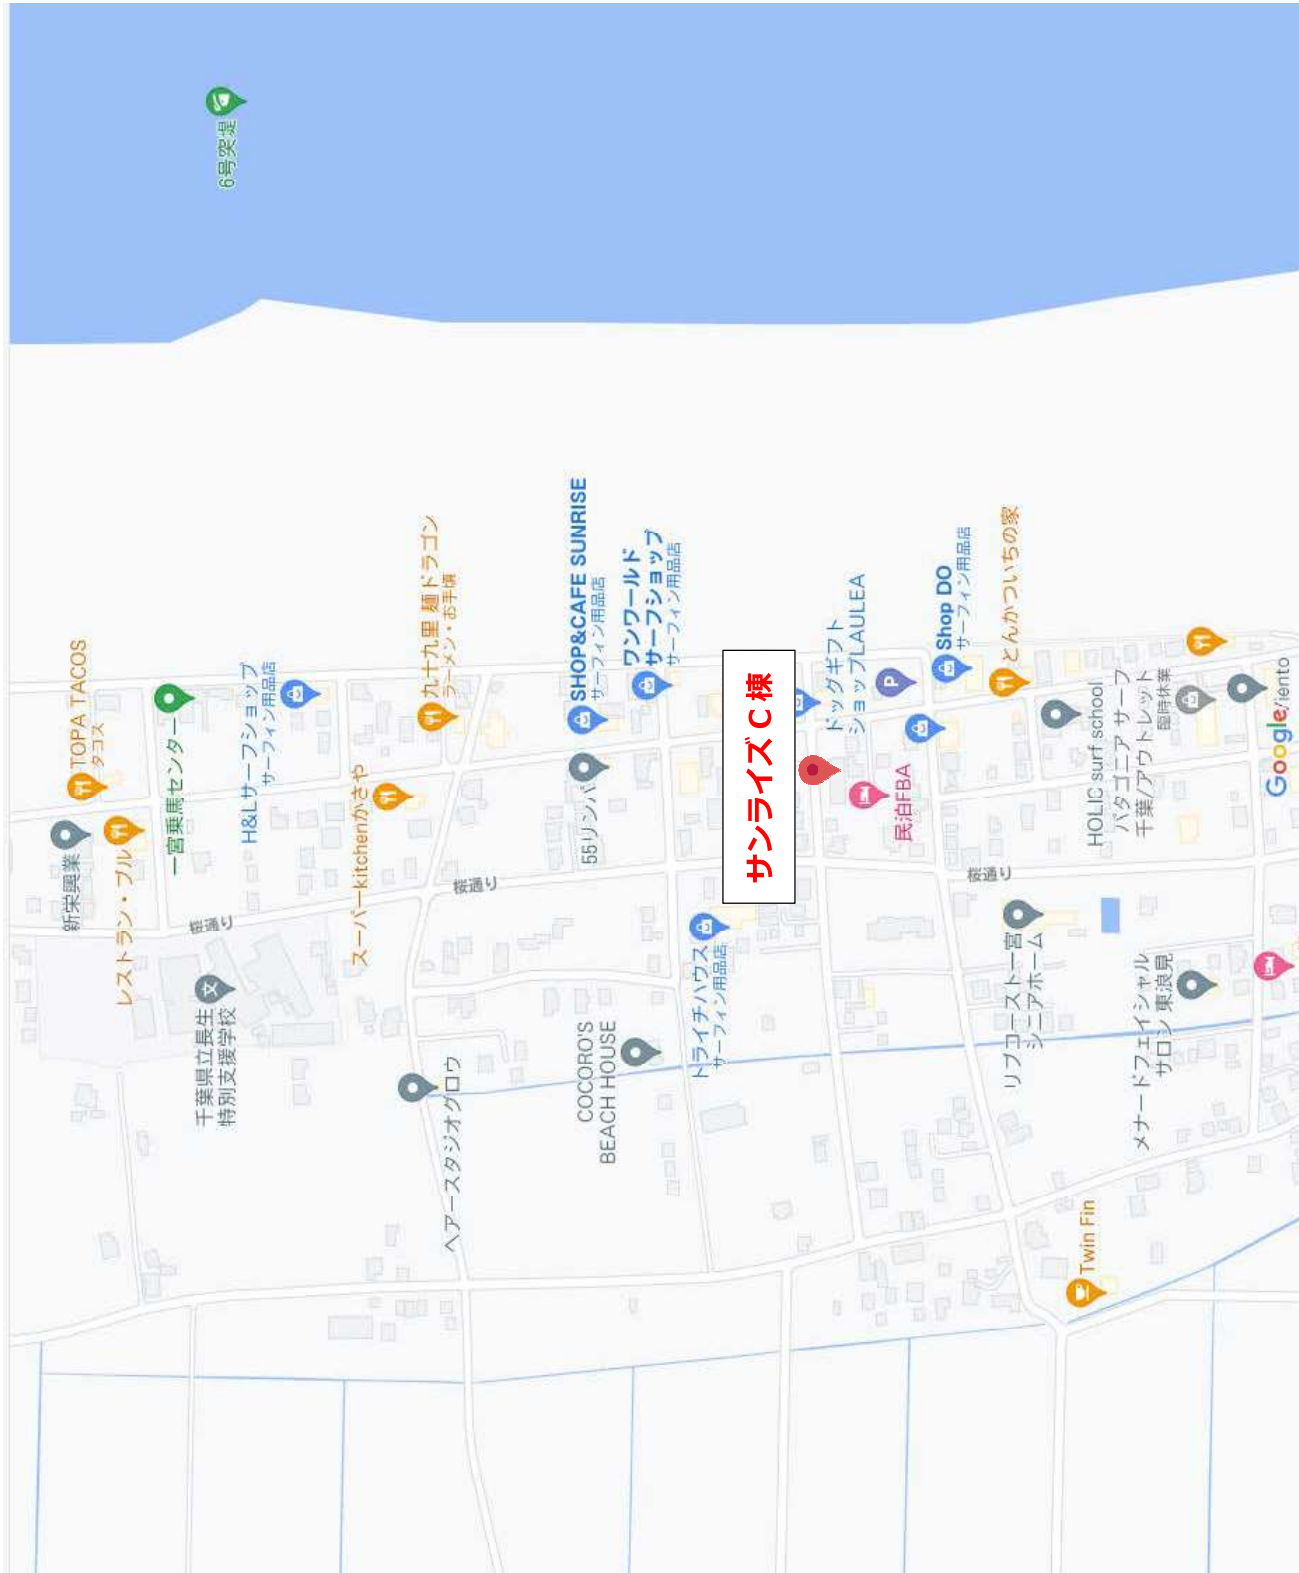 6号突堤
TOPA TACOS
タコス
新栄興業
レストラン・ブル
一宮乗馬センター
H&Lサーフショップ
サーフィン用品店
桜通り
千葉県立長生
特別支援学校
スーパーkitchenかさや
九十九里 麺ドラゴン
ラーメン・お手頃
桜通り
ヘアースタジオグロウ
SHOP&CAFE SUNRISE
サーフィン用品店
55リンバ
ワンワールド
サーフショップ
サーフィン用品店
COCORO'S
BEACH HOUSE
トライチハウス
サーフィン用品店
サンライズ C 棟
ドッグギフト
ショップLAULEA
P
民泊FBA
Shop DO
サーフィン用品店
とんかついちの家
桜通り
リブコースト一宮
シニアホーム
HOLIC surf school
パタゴニア サーフ
千葉/アウトレット
臨時休業
メナードフェイシャル
サロン 東浪見
Twin Fin
文
Google
iento